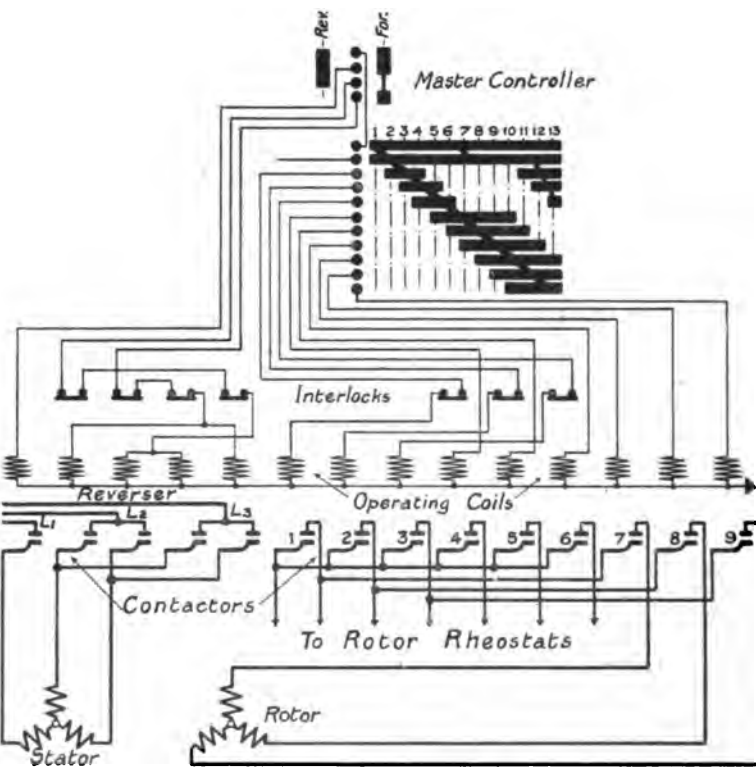 -Rev.
-For.
Master Controller
1 2 3 4 5 6 7 8 9 10 11 12 13
Interlocks
Reverser
Operating Coils
L1
L2
L3
1 2 3 4 5 6 7 8 9
Contactors
To Rotor Rheostats
Rotor
Stator